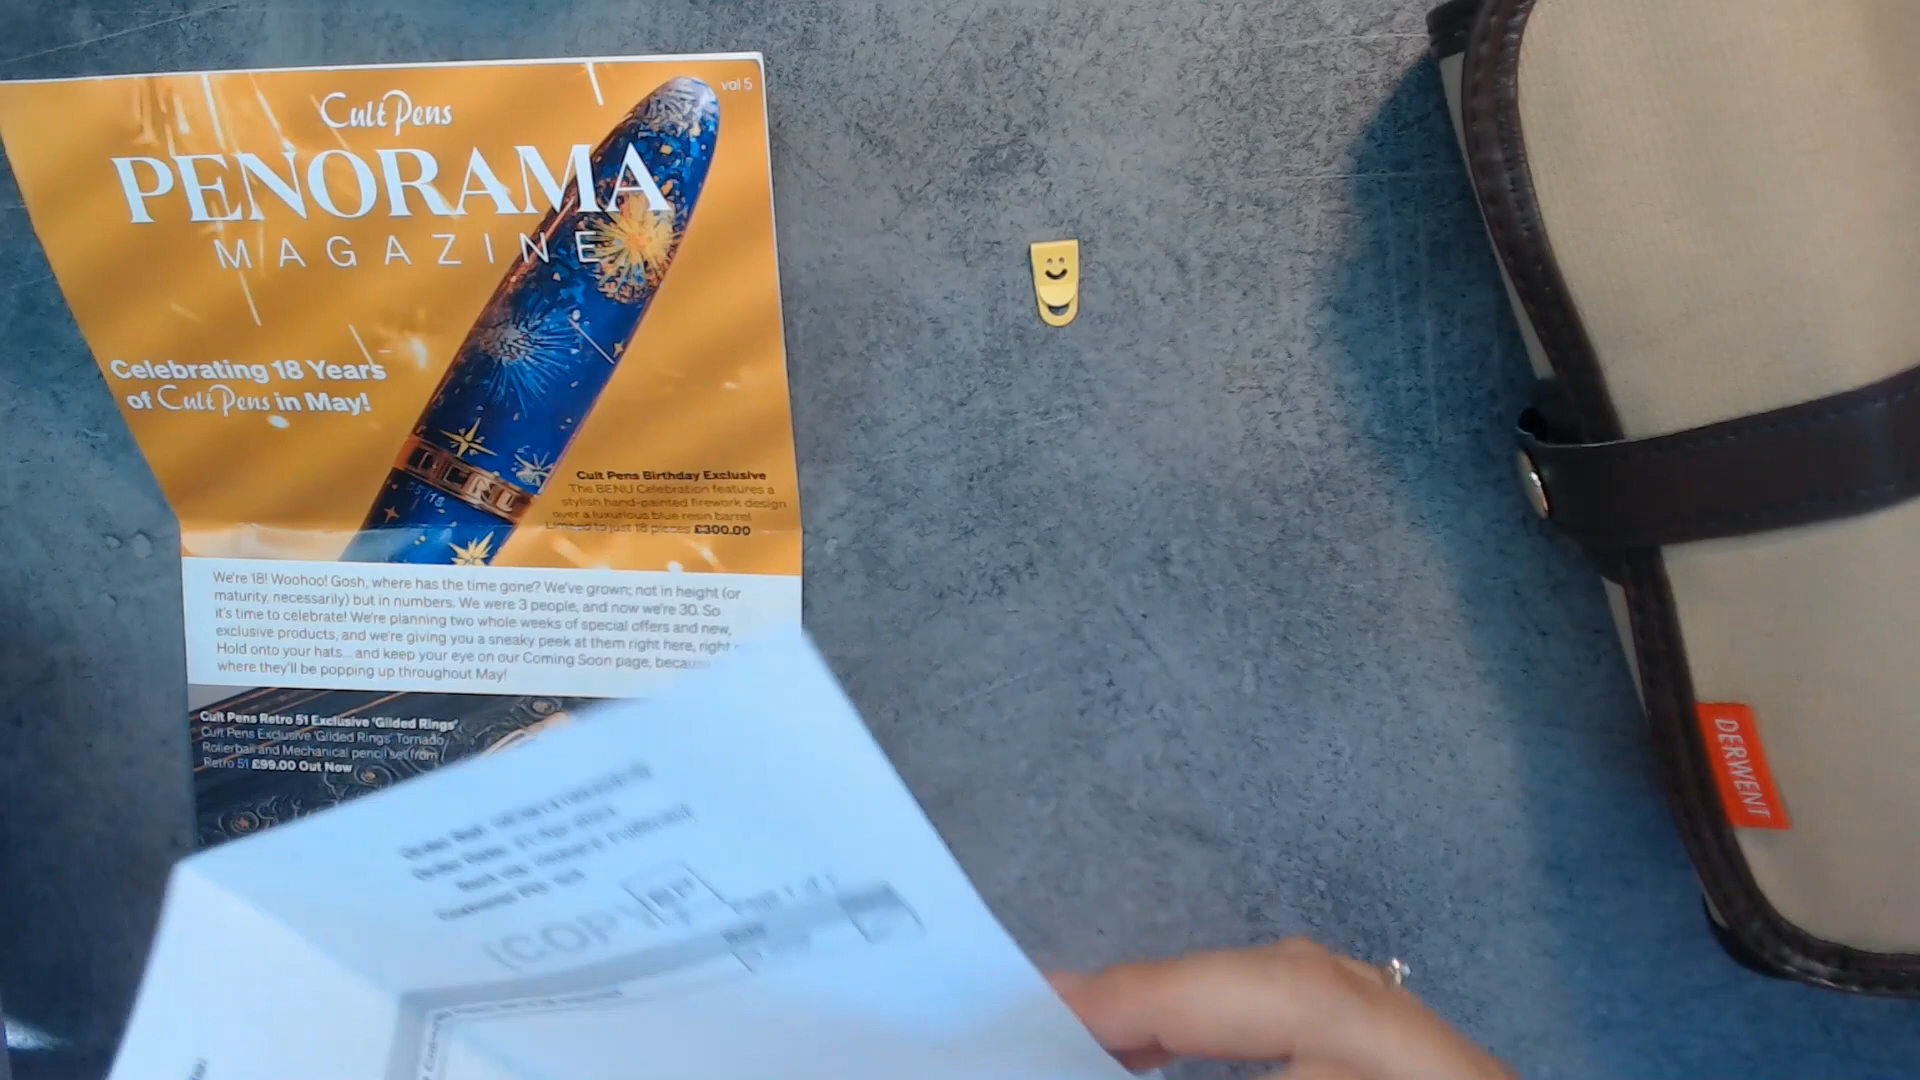 Cult Pens
vol 5
PENORAMA
MAGAZINE
Celebrating 18 Years
of Cult Pens in May!
Cult Pens Birthday Exclusive
The BENU Celebration features a
stylish hand-painted firework design
over a luxurious blue resin barrel
Limited to just 18 pieces £300.00
We're 18! Woohoo! Gosh, where has the time gone? We've grown; not in height (or
maturity, necessarily) but in numbers. We were 3 people, and now we're 30. So
it's time to celebrate! We're planning two whole weeks of special offers and new,
exclusive products, and we're giving you a sneaky peek at them right here, right
Hold onto your hats... and keep your eye on our Coming Soon page,
where they'll be popping up throughout May!
Cult Pens Retro 51 Exclusive 'Gilded Rings'
Cult Pens Exclusive 'Gilded Rings' Tornado
Rollerball and Mechanical pencil set from
Retro 51 £99.00 Out Now
(COPY)
DERWENT